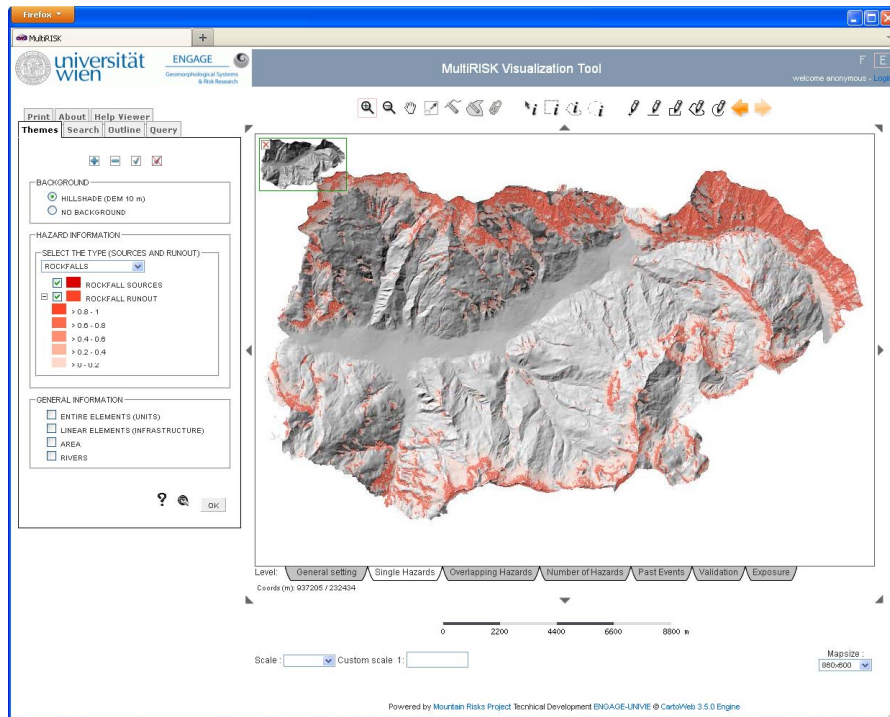 Firefox
MultiRISK
+
universität
wien
ENGAGE
Geomorphological Systems
& Risk Research
MultiRISK Visualization Tool
F E
welcome anonymous - Login
Print About Help Viewer
Themes Search Outline Query
BACKGROUND
HILLSHADE (DEM 10 m)
NO BACKGROUND
HAZARD INFORMATION
SELECT THE TYPE (SOURCES AND RUNOUT)
ROCKFALLS
ROCKFALL SOURCES
ROCKFALL RUNOUT
> 0.8 - 1
> 0.6 - 0.8
> 0.4 - 0.6
> 0.2 - 0.4
> 0 - 0.2
GENERAL INFORMATION
ENTIRE ELEMENTS (UNITS)
LINEAR ELEMENTS (INFRASTRUCTURE)
AREA
RIVERS
? OK
Level: General setting Single Hazards Overlapping Hazards Number of Hazards Past Events Validation Exposure
Coords (m): 937205 / 232434
0 2200 4400 6600 8800 m
Scale : Custom scale 1:
Mapsize :
860x600
Powered by Mountain Risks Project Tecnhical Development ENGAGE-UNIVIE @ CartoWeb 3.5.0 Engine